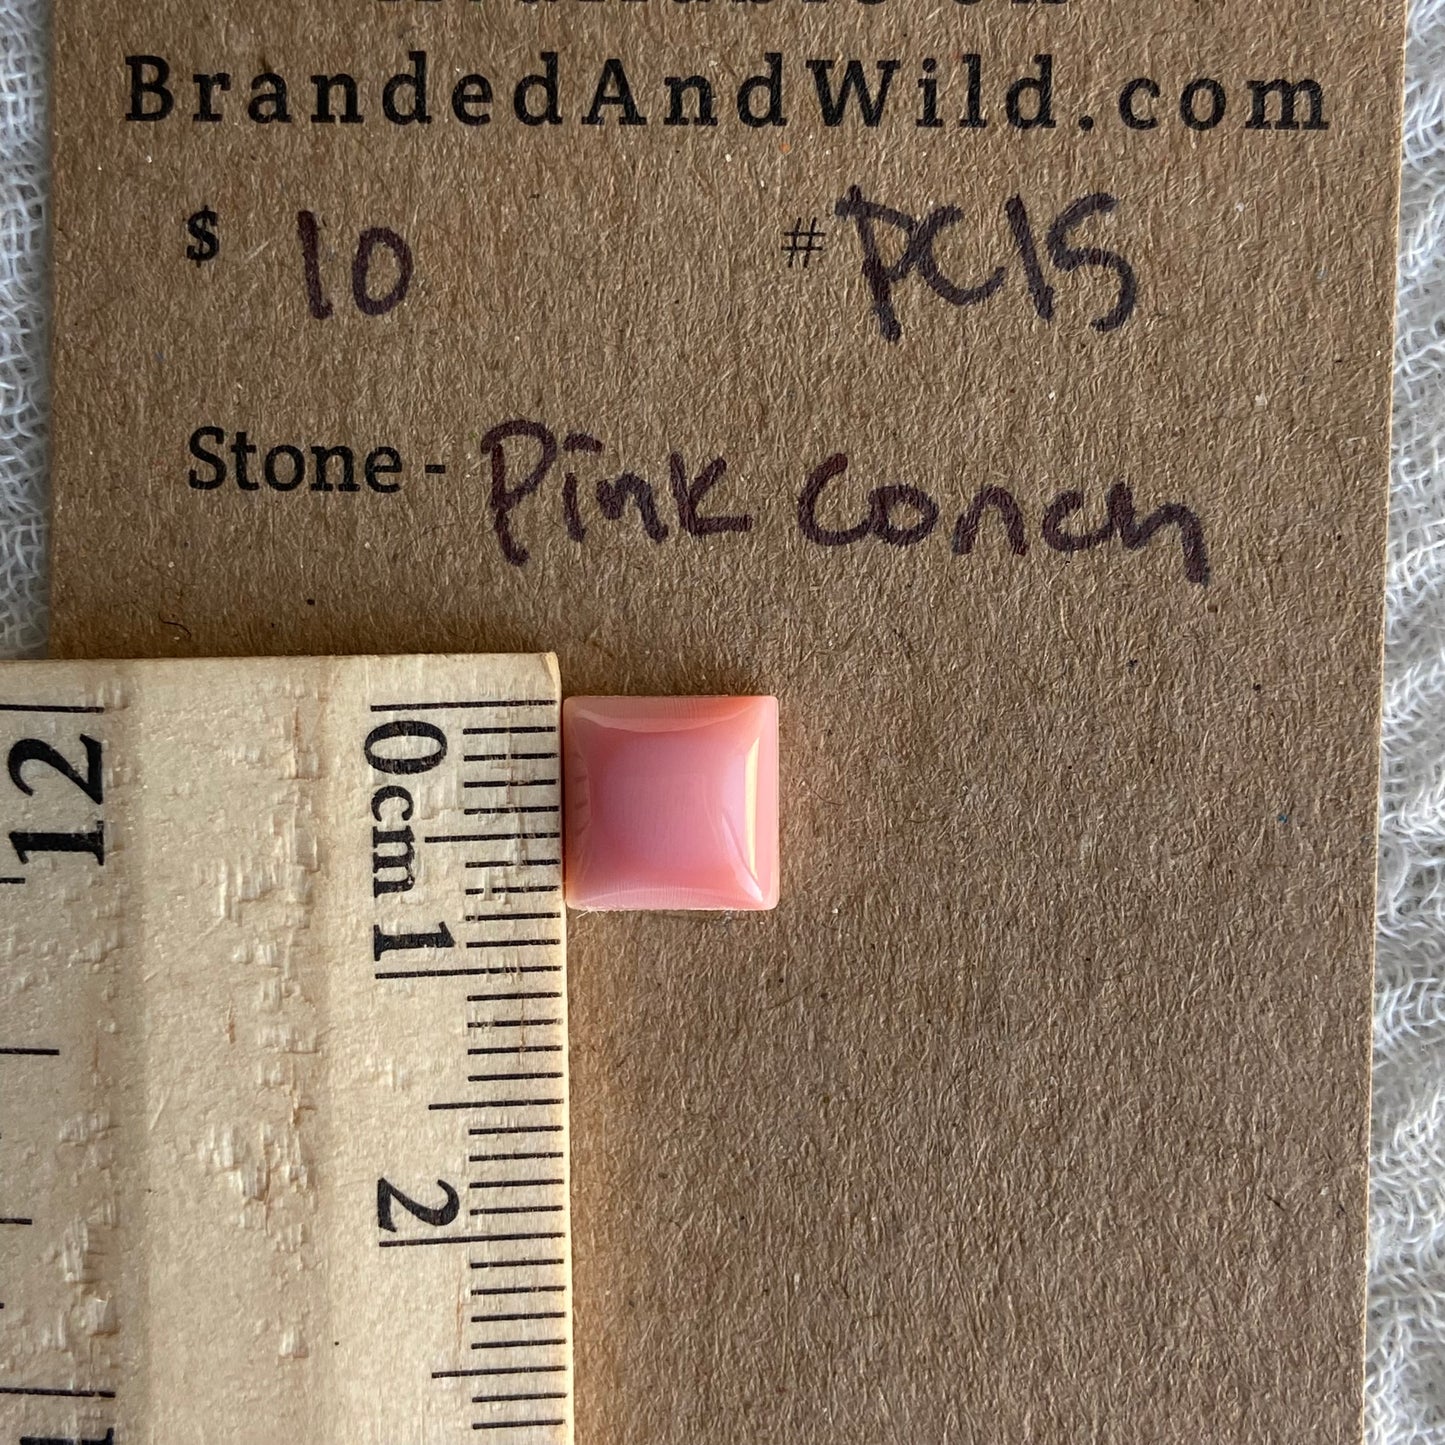 BrandedAndWild.com
$ 10 # PC15
Stone - Pink Conch
12
0cm
1
2